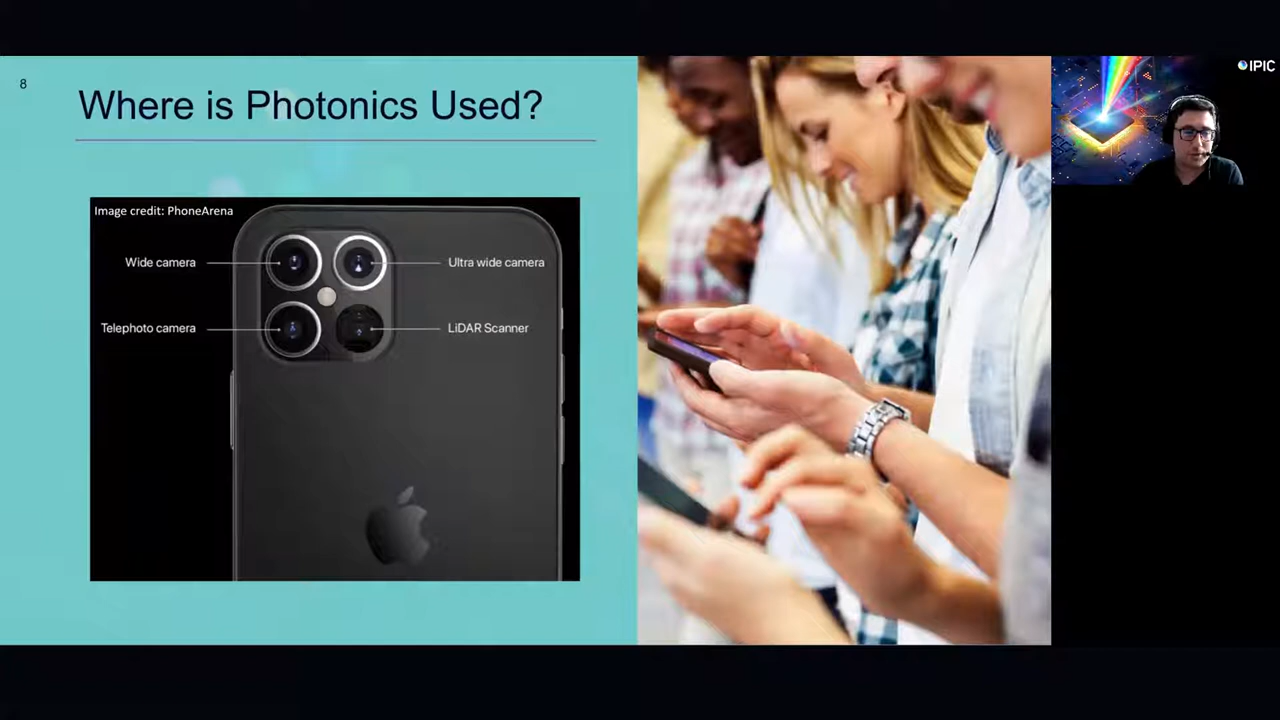 8
Where is Photonics Used?
Image credit: PhoneArena
Wide camera
Ultra wide camera
Telephoto camera
LiDAR Scanner
IPIC